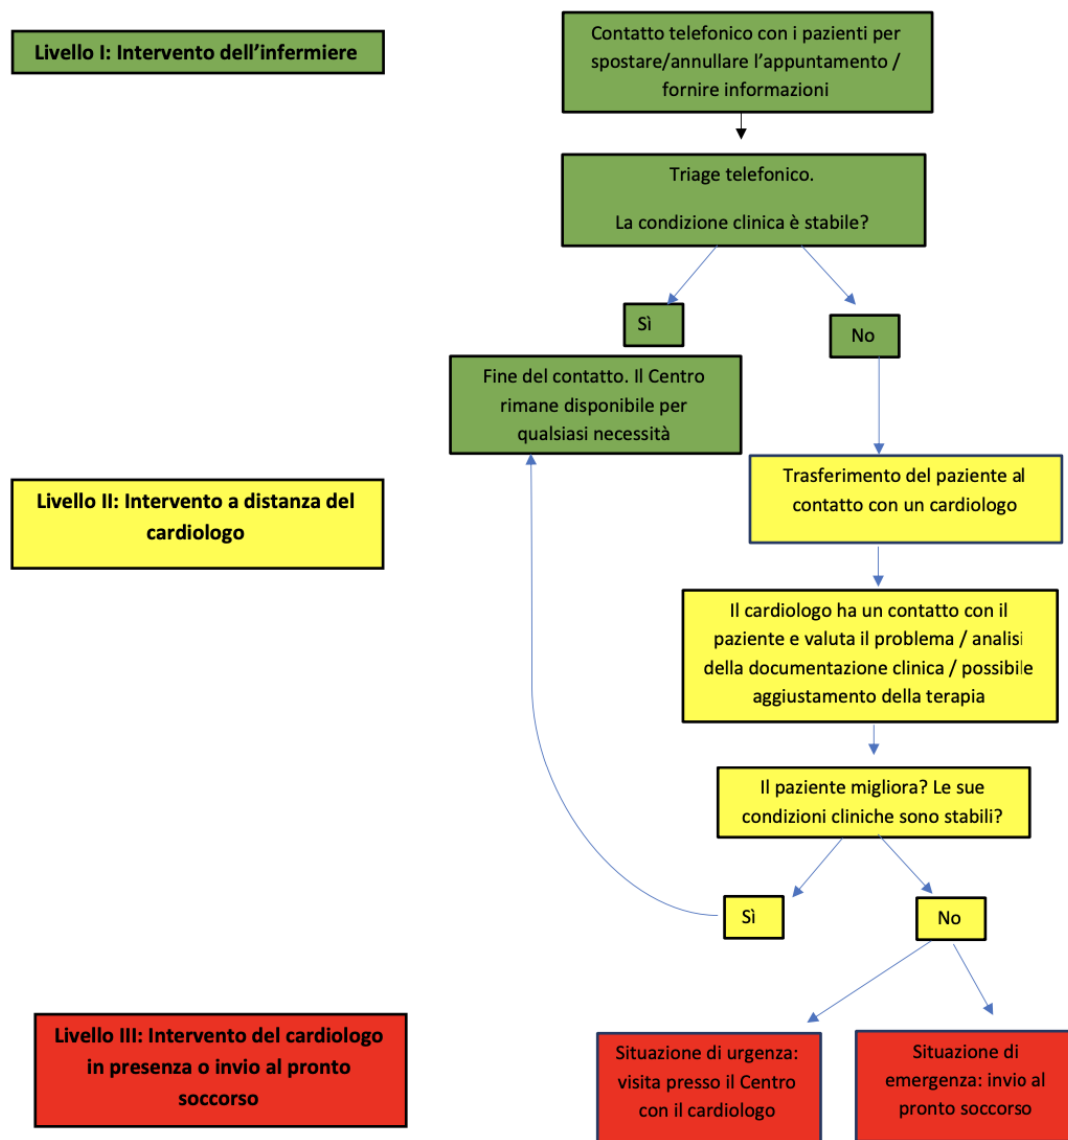 Livello I: Intervento dell’infermiere
Contatto telefonico con i pazienti per
spostare/annullare l’appuntamento /
fornire informazioni
Triage telefonico.
La condizione clinica è stabile?
Sì
No
Fine del contatto. Il Centro
rimane disponibile per
qualsiasi necessità
Livello II: Intervento a distanza del
cardiologo
Trasferimento del paziente al
contatto con un cardiologo
Il cardiologo ha un contatto con il
paziente e valuta il problema / analisi
della documentazione clinica / possibile
aggiustamento della terapia
Il paziente migliora? Le sue
condizioni cliniche sono stabili?
Sì
No
Livello III: Intervento del cardiologo
in presenza o invio al pronto
soccorso
Situazione di urgenza:
visita presso il Centro
con il cardiologo
Situazione di
emergenza: invio al
pronto soccorso